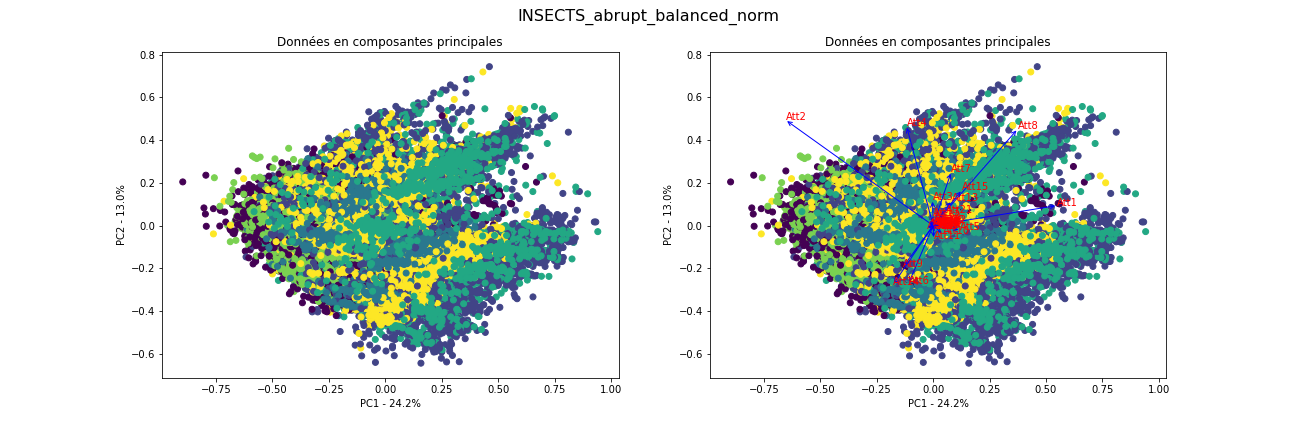 INSECTS_abrupt_balanced_norm
Données en composantes principales
0.8
0.6
0.4
0.2
0.0
−0.2
−0.4
−0.6
PC2 - 13.0%
−0.75
−0.50
−0.25
0.00
0.25
0.50
0.75
1.00
PC1 - 24.2%
Données en composantes principales
0.8
0.6
0.4
0.2
0.0
−0.2
−0.4
−0.6
PC2 - 13.0%
Att2
Att8
Att7
Att15
Att1
−0.75
−0.50
−0.25
0.00
0.25
0.50
0.75
1.00
PC1 - 24.2%